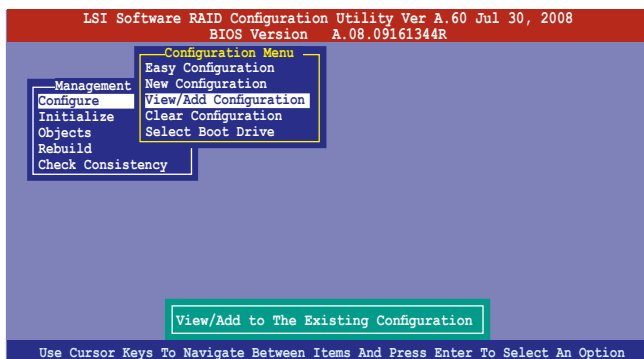 LSI Software RAID Configuration Utility Ver A.60 Jul 30, 2008
BIOS Version A.08.09161344R
Configuration Menu
Easy Configuration
New Configuration
View/Add Configuration
Clear Configuration
Select Boot Drive
Management
Configure
Initialize
Objects
Rebuild
Check Consistency
View/Add to The Existing Configuration
Use Cursor Keys To Navigate Between Items And Press Enter To Select An Option